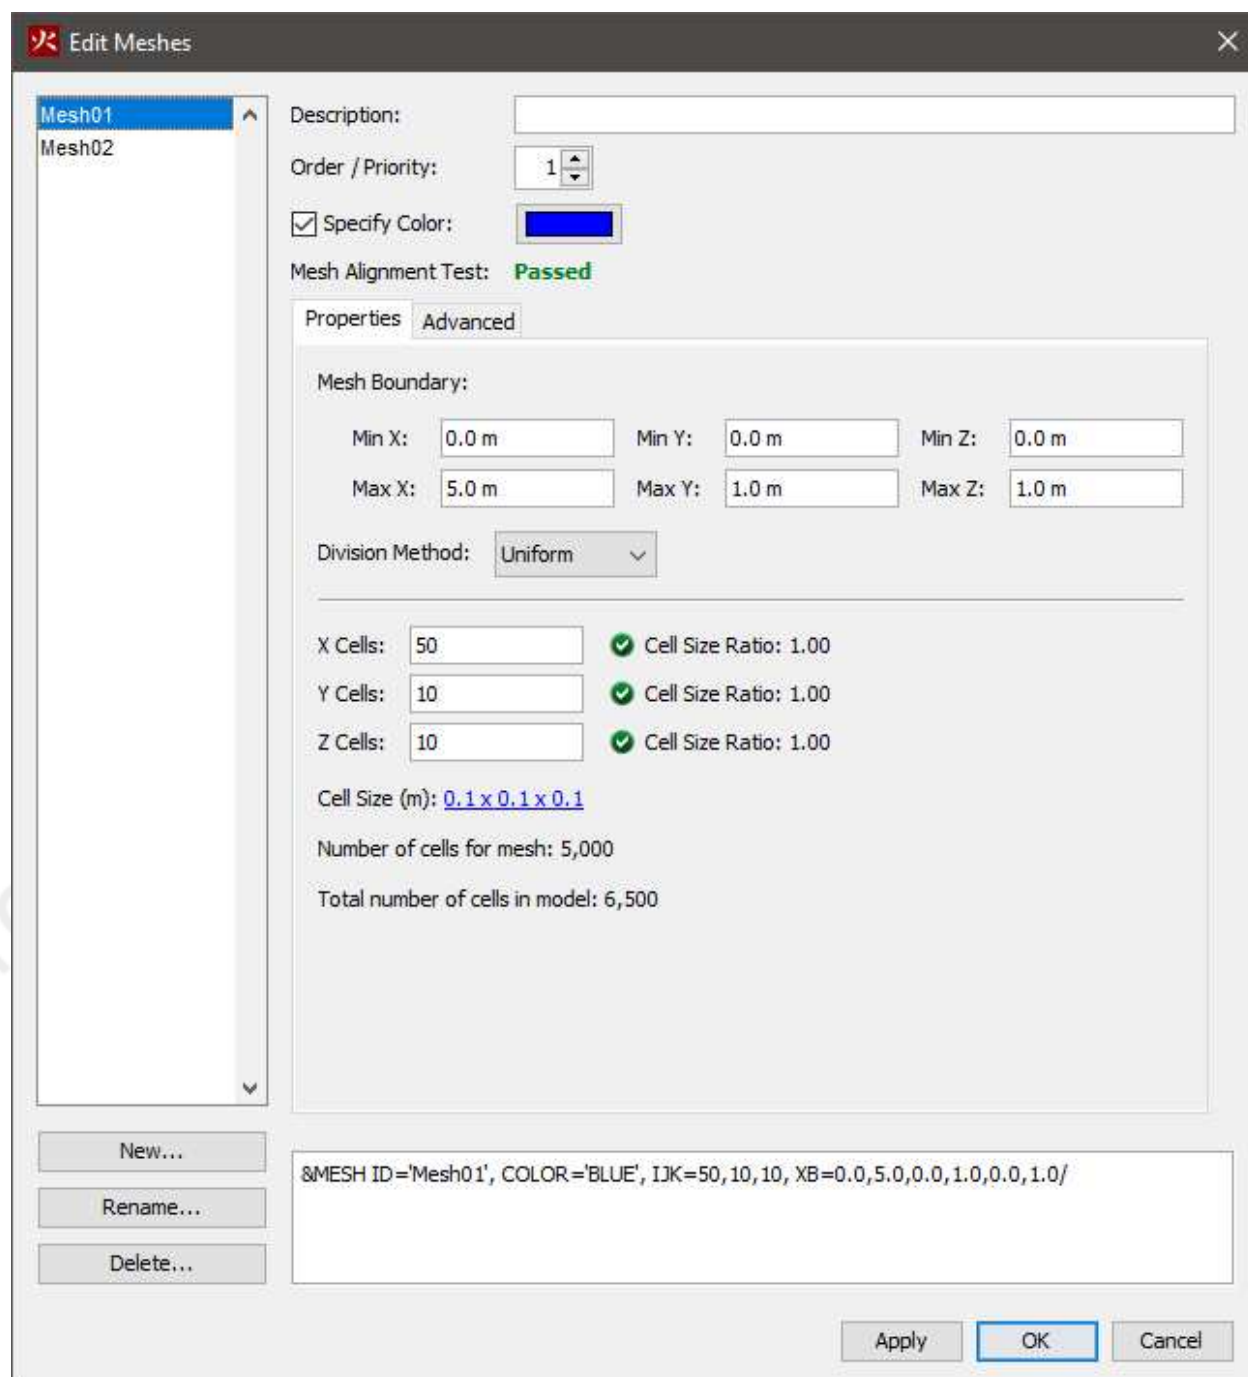 Edit Meshes
Mesh01
Mesh02
Description:
Order / Priority: 1
Specify Color:
Mesh Alignment Test: Passed
Properties Advanced
Mesh Boundary:
Min X: 0.0 m Min Y: 0.0 m Min Z: 0.0 m
Max X: 5.0 m Max Y: 1.0 m Max Z: 1.0 m
Division Method: Uniform
X Cells: 50 Cell Size Ratio: 1.00
Y Cells: 10 Cell Size Ratio: 1.00
Z Cells: 10 Cell Size Ratio: 1.00
Cell Size (m): 0.1 x 0.1 x 0.1
Number of cells for mesh: 5,000
Total number of cells in model: 6,500
New...
Rename...
Delete...
&MESH ID='Mesh01', COLOR='BLUE', IJK=50,10,10, XB=0.0,5.0,0.0,1.0,0.0,1.0/
Apply OK Cancel